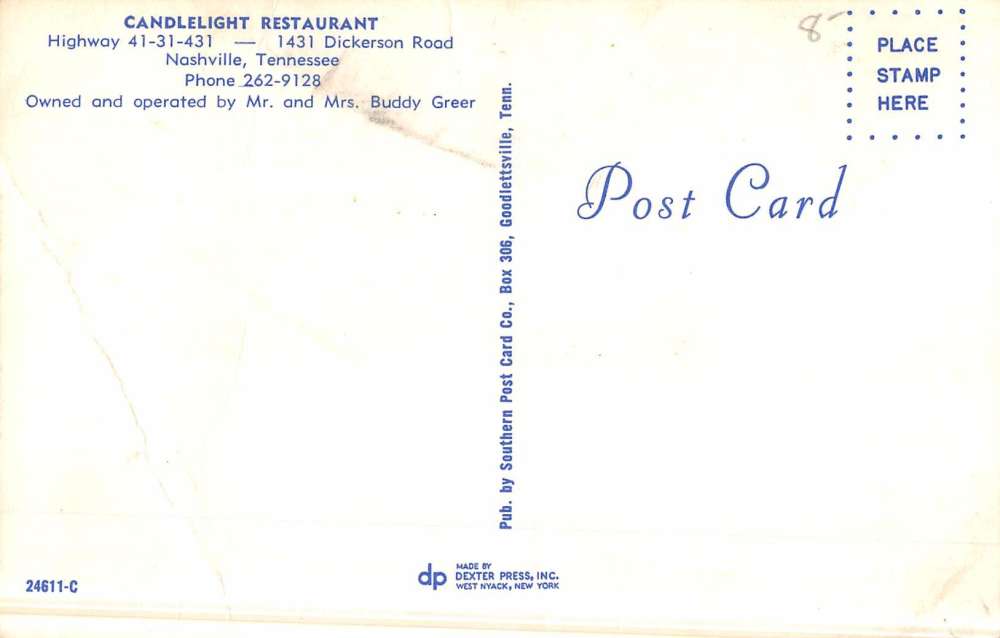 CANDLELIGHT RESTAURANT
Highway 41-31-431 — 1431 Dickerson Road
Nashville, Tennessee
Phone 262-9128
Owned and operated by Mr. and Mrs. Buddy Greer
8-
PLACE
STAMP
HERE
Post Card
Pub. by Southern Post Card Co., Box 306, Goodlettsville, Tenn.
24611-C
dp
MADE BY
DEXTER PRESS, INC.
WEST NYACK, NEW YORK